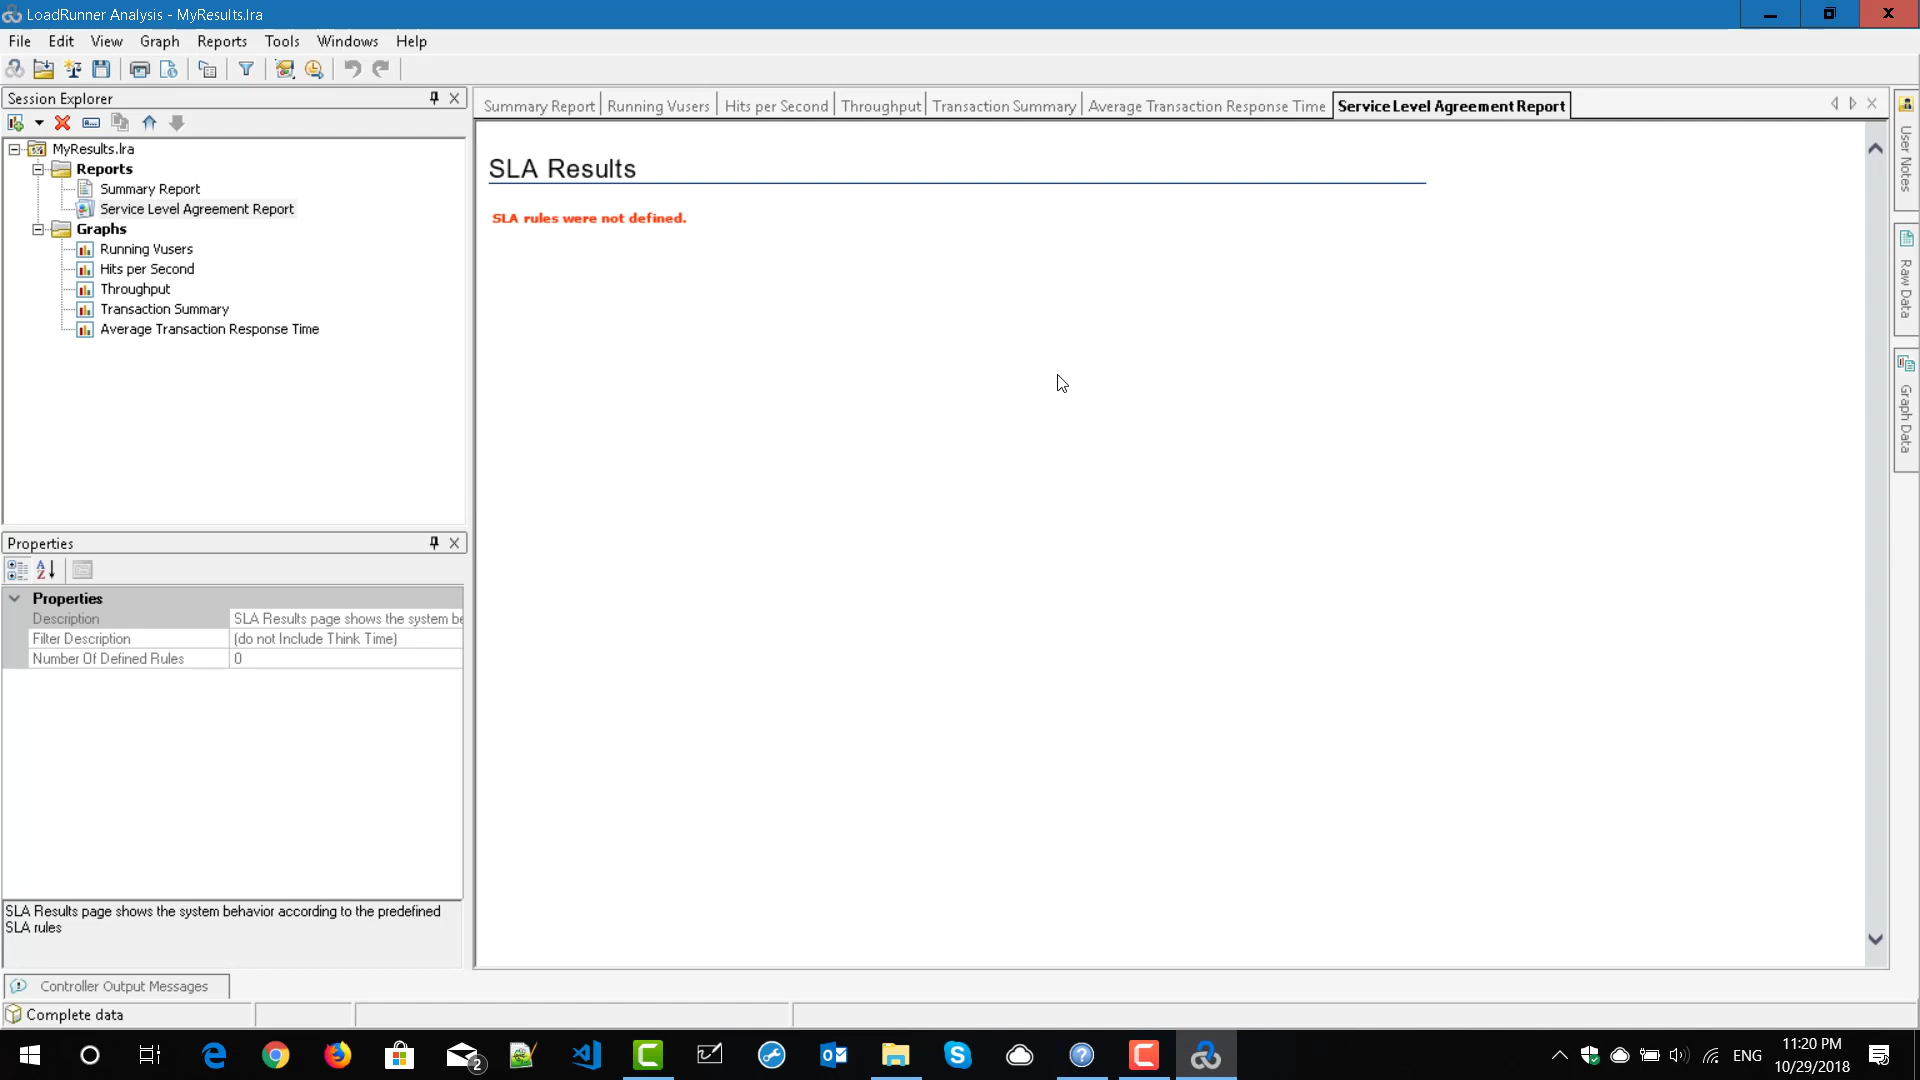 LoadRunner Analysis - MyResults.lra
File Edit View Graph Reports Tools Windows Help
Session Explorer
MyResults.lra
Reports
Summary Report
Service Level Agreement Report
Graphs
Running Vusers
Hits per Second
Throughput
Transaction Summary
Average Transaction Response Time
Summary Report Running Vusers Hits per Second Throughput Transaction Summary Average Transaction Response Time Service Level Agreement Report
SLA Results
SLA rules were not defined.
User Notes
Raw Data
Graph Data
Properties
Properties
Description SLA Results page shows the system be
Filter Description (do not Include Think Time)
Number Of Defined Rules 0
SLA Results page shows the system behavior according to the predefined
SLA rules
Controller Output Messages
Complete data
2
ENG
11:20 PM
10/29/2018